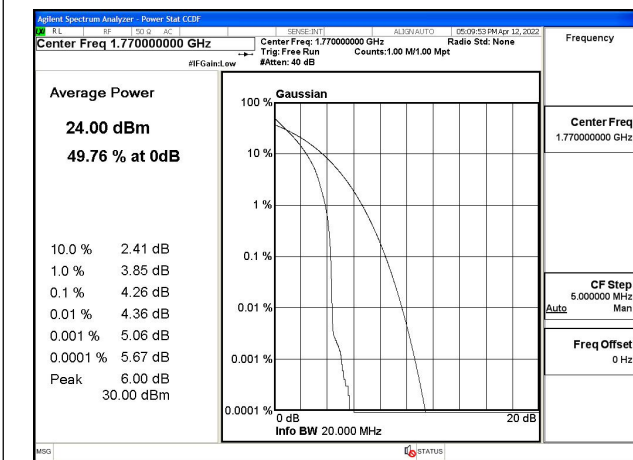 Agilent Spectrum Analyzer - Power Stat CCDF
RL RF 50 Ω AC SENSE:INT ALIGNAUTO 05:09:53 PM Apr 12, 2022
Center Freq 1.770000000 GHz
Center Freq: 1.770000000 GHz Radio Std: None
Trig: Free Run Counts:1.00 M/1.00 Mpt
#IFGain:Low #Atten: 40 dB
Frequency
Average Power
24.00 dBm
49.76 % at 0dB
10.0 % 2.41 dB
1.0 % 3.85 dB
0.1 % 4.26 dB
0.01 % 4.36 dB
0.001 % 5.06 dB
0.0001 % 5.67 dB
Peak 6.00 dB
30.00 dBm
Gaussian
100 %
10 %
1 %
0.1 %
0.01 %
0.001 %
0.0001 %
0 dB 20 dB
Info BW 20.000 MHz
Center Freq
1.770000000 GHz
CF Step
5.000000 MHz
Auto Man
Freq Offset
0 Hz
MSG STATUS